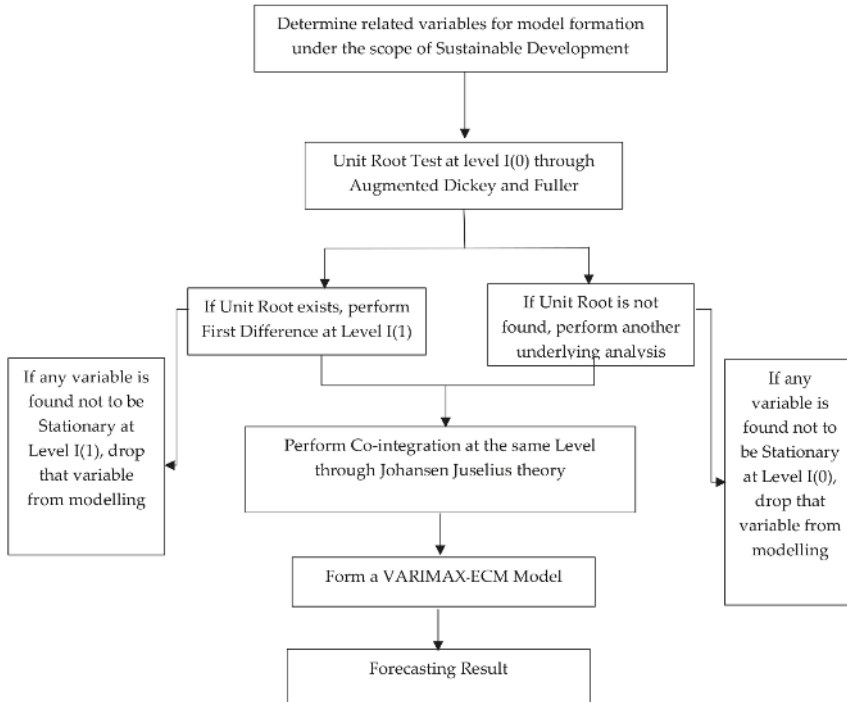 Determine related variables for model formation
under the scope of Sustainable Development
Unit Root Test at level I(0) through
Augmented Dickey and Fuller
If Unit Root exists, perform
First Difference at Level I(1)
If Unit Root is not
found, perform another
underlying analysis
If any variable is
found not to be
Stationary at
Level I(1), drop
that variable
from modelling
If any
variable is
found not to
be Stationary
at Level I(0),
drop that
variable from
modelling
Perform Co-integration at the same Level
through Johansen Juselius theory
Form a VARIMAX-ECM Model
Forecasting Result